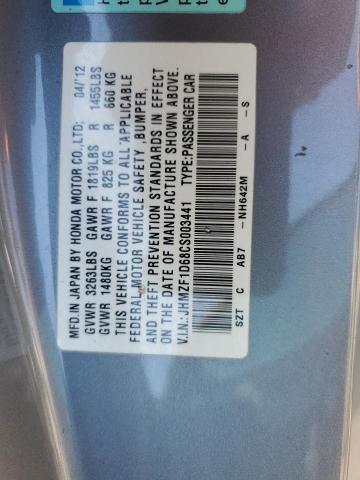 MFD.IN JAPAN BY HONDA MOTOR CO.,LTD; 04/'12
GVWR 3263LBS GAWR F 1819LBS R 1455LBS
GVWR 1480KG GAWR F 825 KG R 660 KG
THIS VEHICLE CONFORMS TO ALL APPLICABLE
FEDERAL MOTOR VEHICLE SAFETY ,BUMPER,
AND THEFT PREVENTION STANDARDS IN EFFECT
ON THE DATE OF MANUFACTURE SHOWN ABOVE.
V.I.N.: JHMZF1D68CS003441 TYPE:PASSENGER CAR
SZT C AB7 -NH642M -A -S